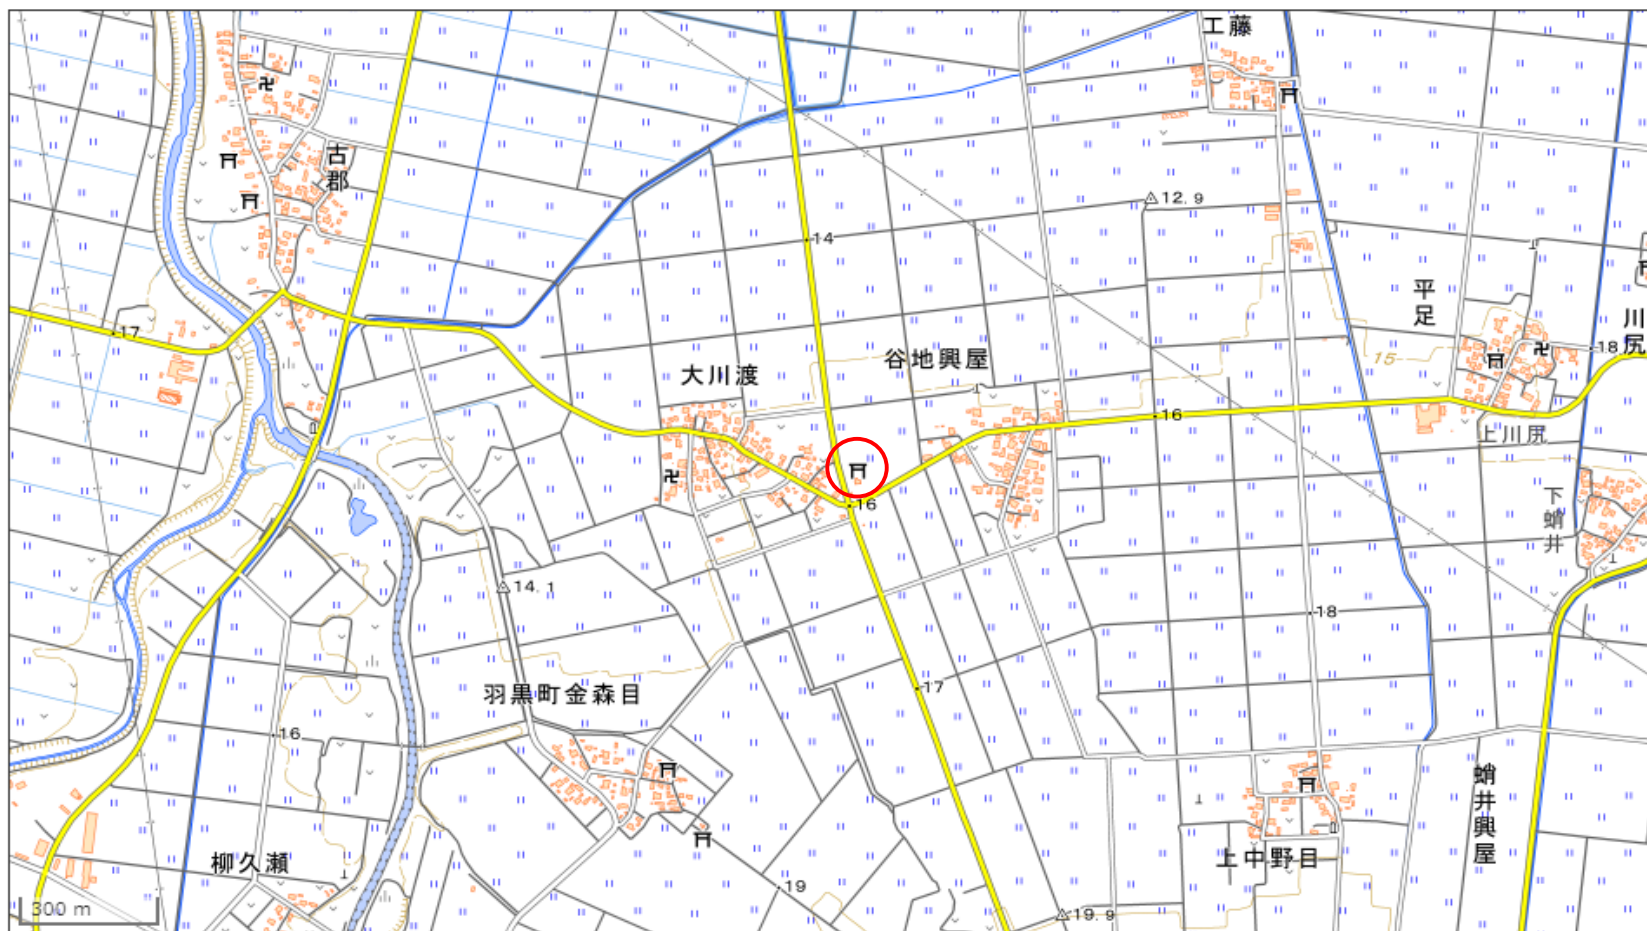 工藤
古郡
12.9
14
平足
川尻
17
15
18
谷地興屋
大川渡
16
上川尻
16
下蛸井
14.1
18
羽黒町金森目
17
16
蛸井興屋
上中野目
柳久瀬
19
300 m
19.9